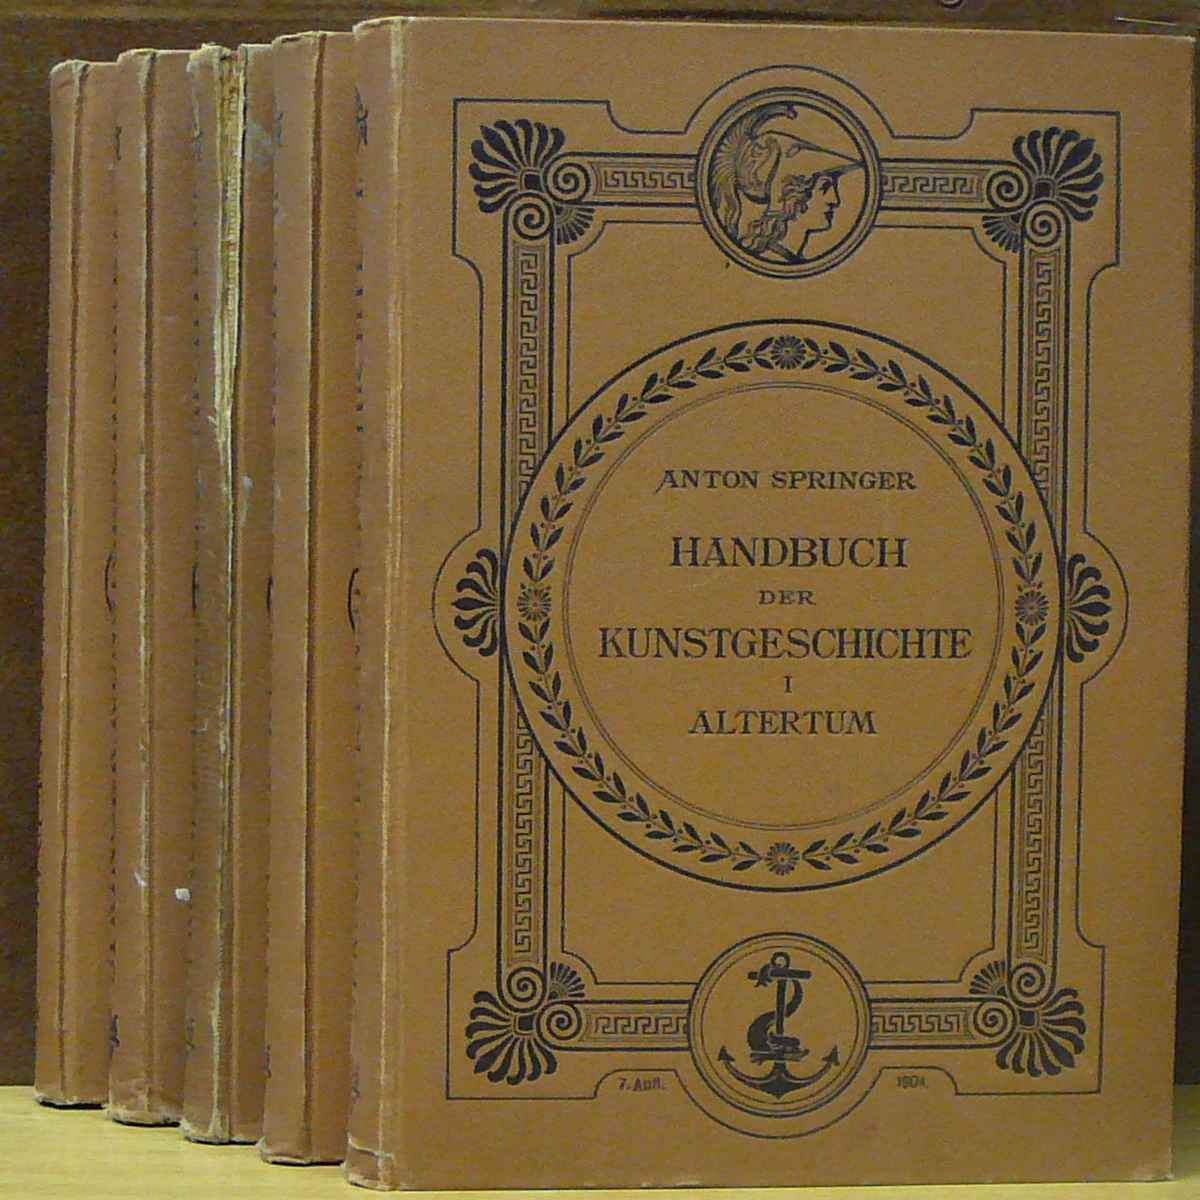 ANTON SPRINGER
HANDBUCH
DER
KUNSTGESCHICHTE
I
ALTERTUM
7. Aufl. 1904.